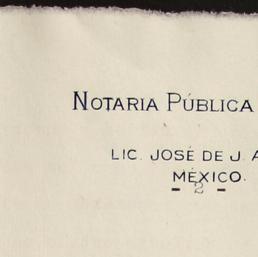 NOTARIA PÚBLICA
LIC. JOSÉ DE J. A
MÉXICO.
- 2 -